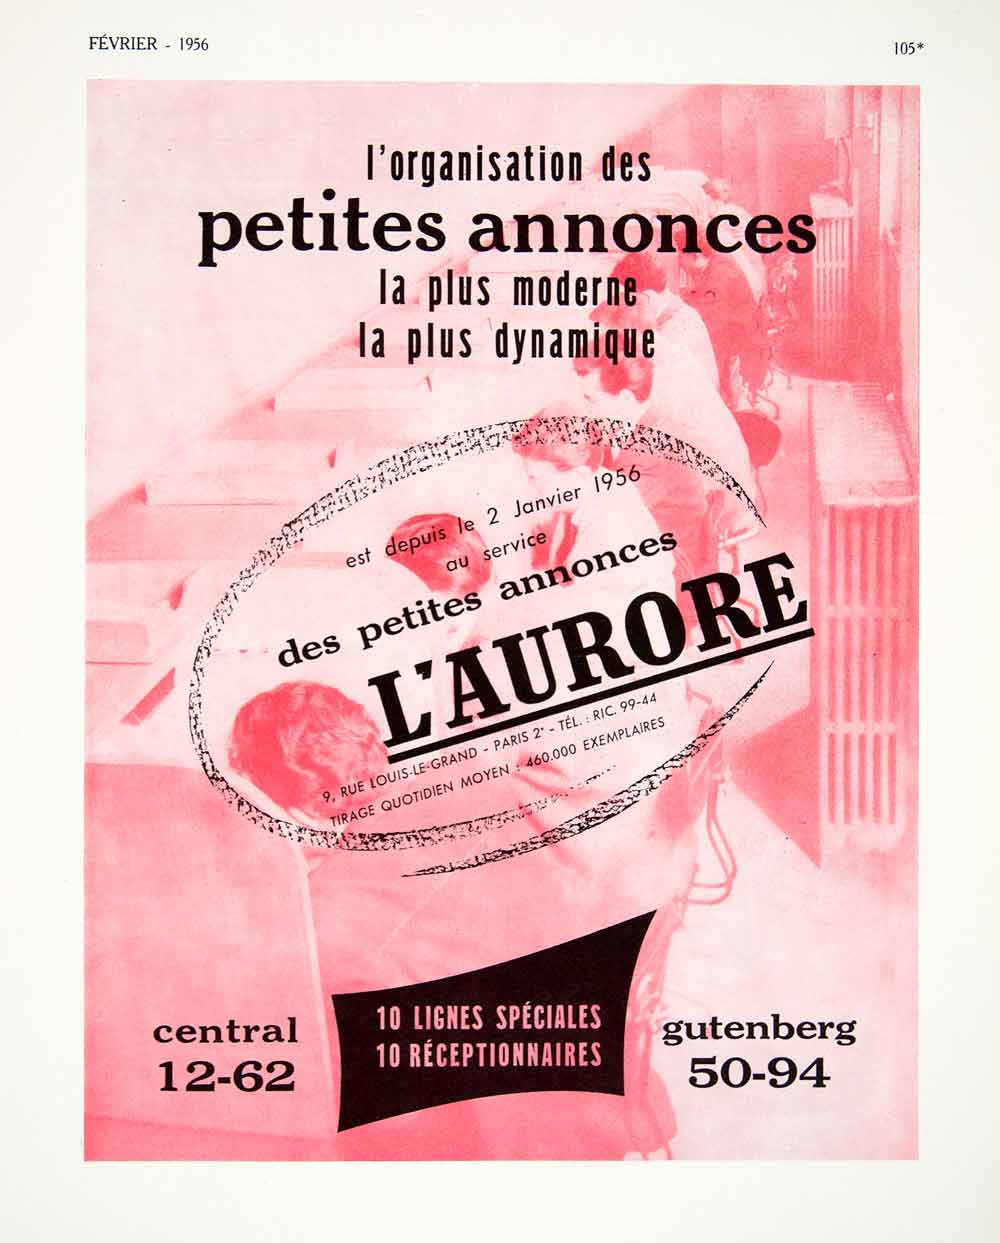 FÉVRIER - 1956
105*
l'organisation des
petites annonces
la plus moderne
la plus dynamique
est depuis le 2 Janvier 1956
au service
des petites annonces
L'AURORE
9, RUE LOUIS-LE-GRAND - PARIS 2e - TÉL. : RIC. 99-44
TIRAGE QUOTIDIEN MOYEN : 460.000 EXEMPLAIRES
10 LIGNES SPÉCIALES
10 RÉCEPTIONNAIRES
central
12-62
gutenberg
50-94